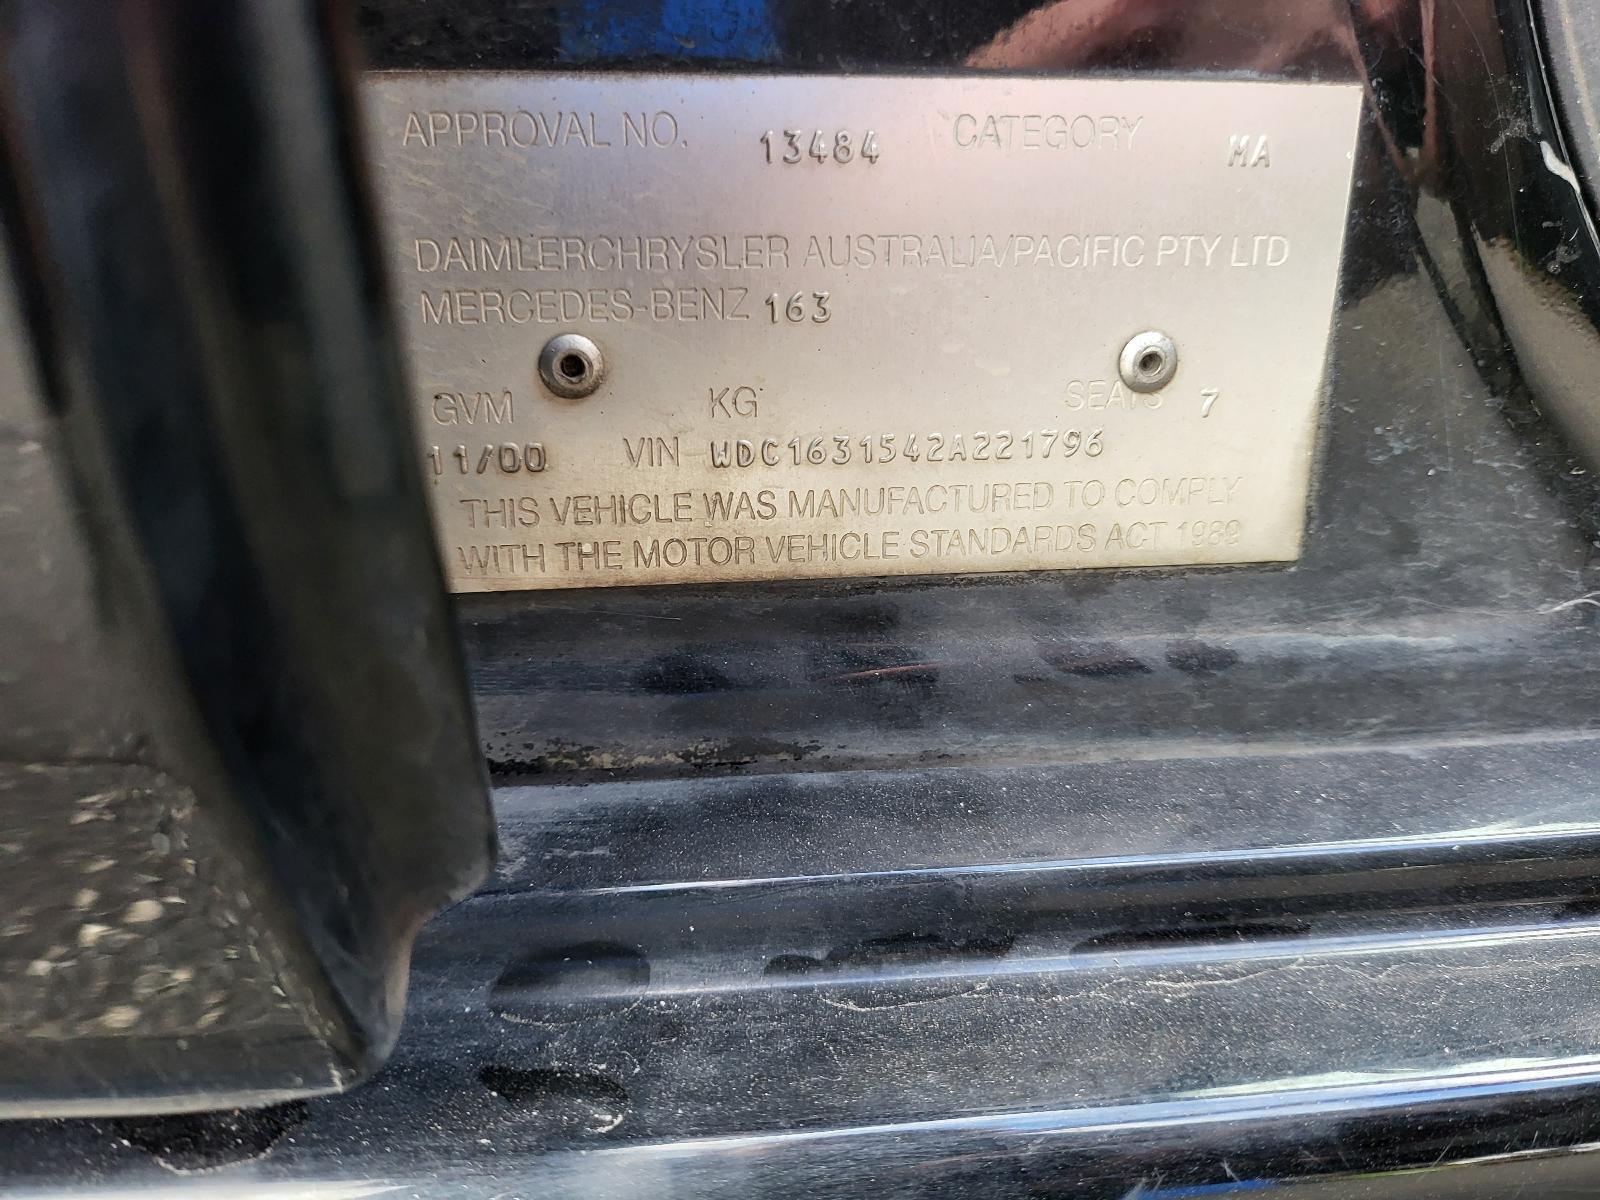 APPROVAL NO. 13484 CATEGORY MA
DAIMLERCHRYSLER AUSTRALIA/PACIFIC PTY LTD
MERCEDES-BENZ 163
GVM KG SEATS 7
11/00 VIN WDC1631542A221796
THIS VEHICLE WAS MANUFACTURED TO COMPLY
WITH THE MOTOR VEHICLE STANDARDS ACT 1989